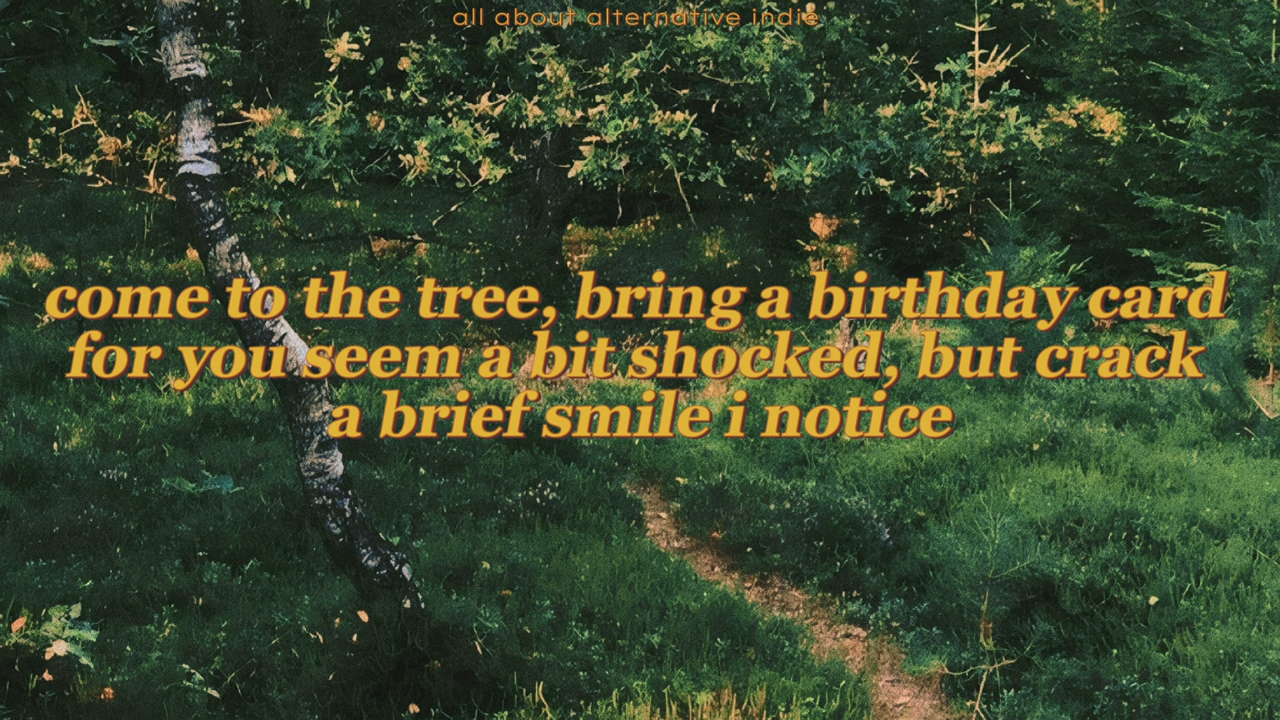 all about alternative indie
come to the tree, bring a birthday card
for you seem a bit shocked, but crack
a brief smile i notice